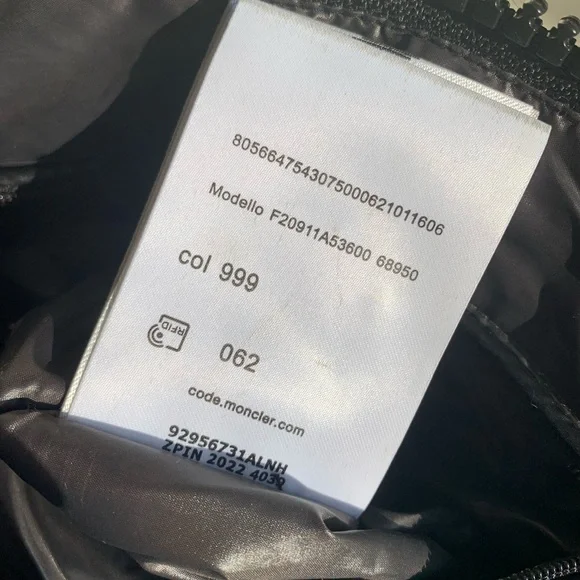 8056647543075000621011606
Modello F20911A53600 68950
col 999
RFID
062
code.moncler.com
92956731ALNH
ZPIN 2022 4039